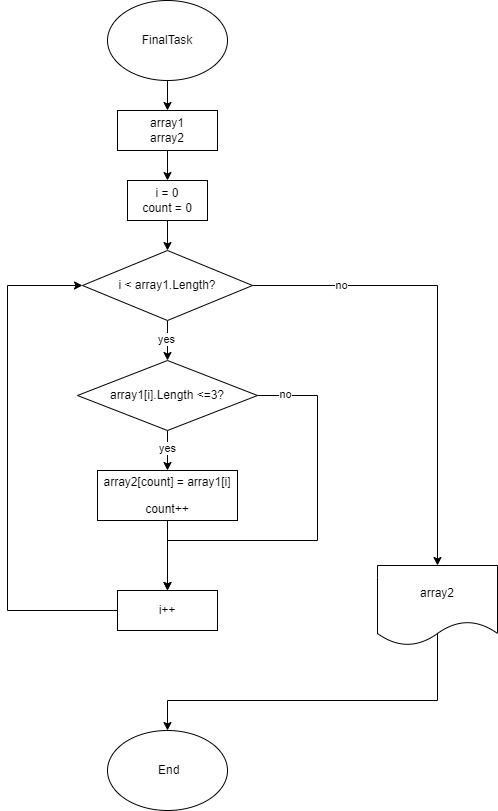 FinalTask
array1
array2
i = 0
count = 0
i < array1.Length?
no
yes
array1[i].Length <=3?
no
yes
array2[count] = array1[i]
count++
i++
array2
End